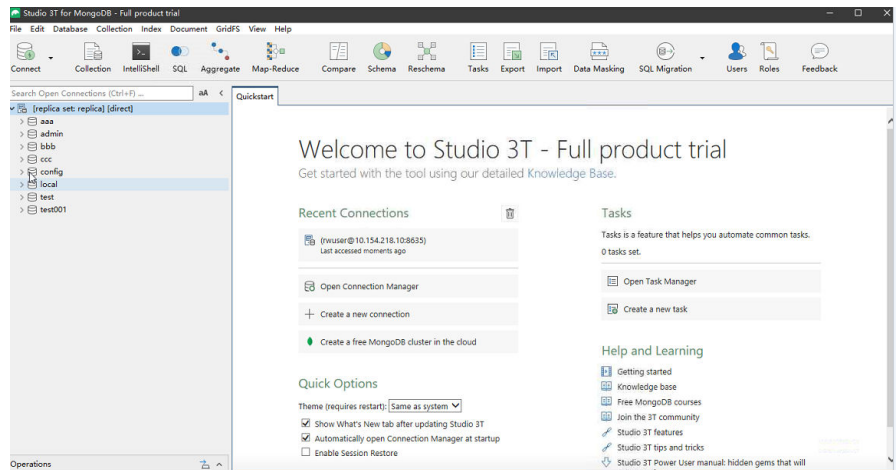 Studio 3T for MongoDB - Full product trial
File Edit Database Collection Index Document GridFS View Help
Connect Collection IntelliShell SQL Aggregate Map-Reduce Compare Schema Reschema Tasks Export Import Data Masking SQL Migration Users Roles Feedback
Search Open Connections (Ctrl+F) ... aA
Quickstart
[replica set: replica] [direct]
aaa
admin
bbb
ccc
config
local
test
test001
Welcome to Studio 3T - Full product trial
Get started with the tool using our detailed Knowledge Base.
Recent Connections
(rwuser@10.154.218.10:8635)
Last accessed moments ago
Open Connection Manager
Create a new connection
Create a free MongoDB cluster in the cloud
Quick Options
Theme (requires restart): Same as system
Show What's New tab after updating Studio 3T
Automatically open Connection Manager at startup
Enable Session Restore
Tasks
Tasks is a feature that helps you automate common tasks.
0 tasks set.
Open Task Manager
Create a new task
Help and Learning
Getting started
Knowledge base
Free MongoDB courses
Join the 3T community
Studio 3T features
Studio 3T tips and tricks
Studio 3T Power User manual: hidden gems that will
Operations